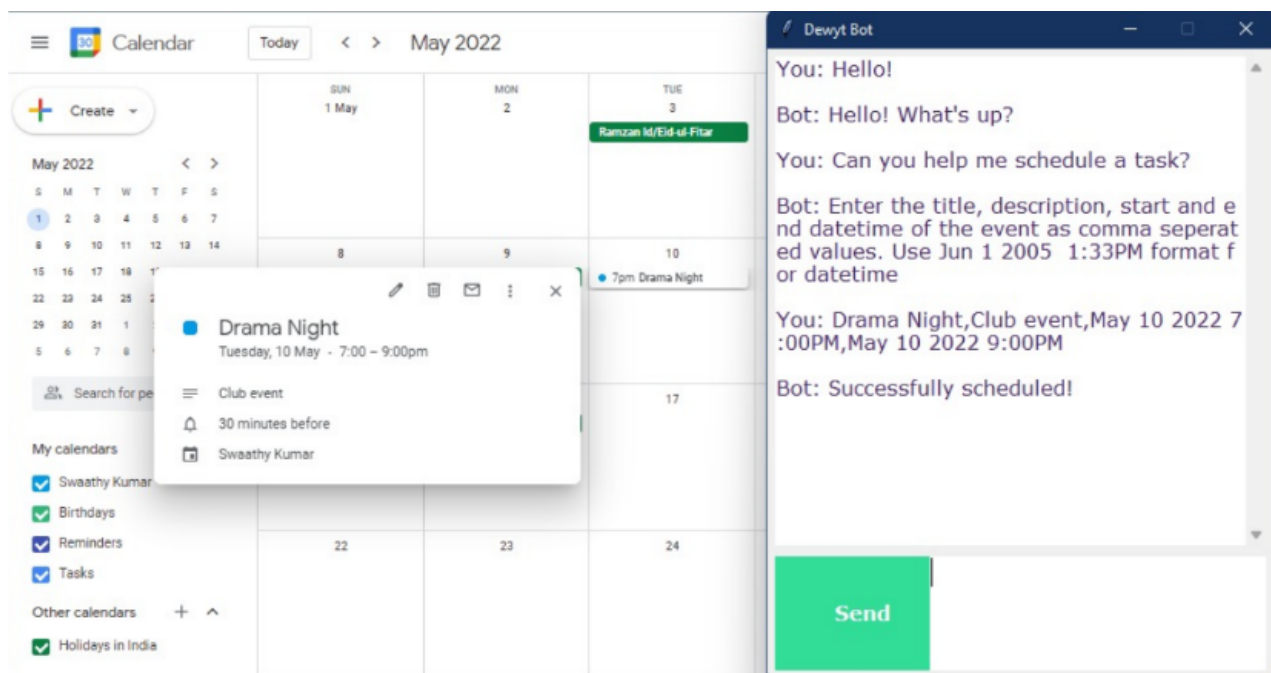 30 Calendar Today May 2022
Create
May 2022
S M T W T F S
1 2 3 4 5 6 7
8 9 10 11 12 13 14
15 16 17 18
22 23 24 25
29 30 31 1
5 6 7 8
Search for pe
My calendars
Swaathy Kumar
Birthdays
Reminders
Tasks
Other calendars
Holidays in India
SUN MON TUE
1 May 2 3
Ramzan Id/Eid-ul-Fitar
8 9 10
7pm Drama Night
17
22 23 24
Drama Night
Tuesday, 10 May - 7:00 – 9:00pm
Club event
30 minutes before
Swaathy Kumar
Dewyt Bot
You: Hello!
Bot: Hello! What's up?
You: Can you help me schedule a task?
Bot: Enter the title, description, start and e
nd datetime of the event as comma seperat
ed values. Use Jun 1 2005  1:33PM format f
or datetime
You: Drama Night,Club event,May 10 2022 7
:00PM,May 10 2022 9:00PM
Bot: Successfully scheduled!
Send